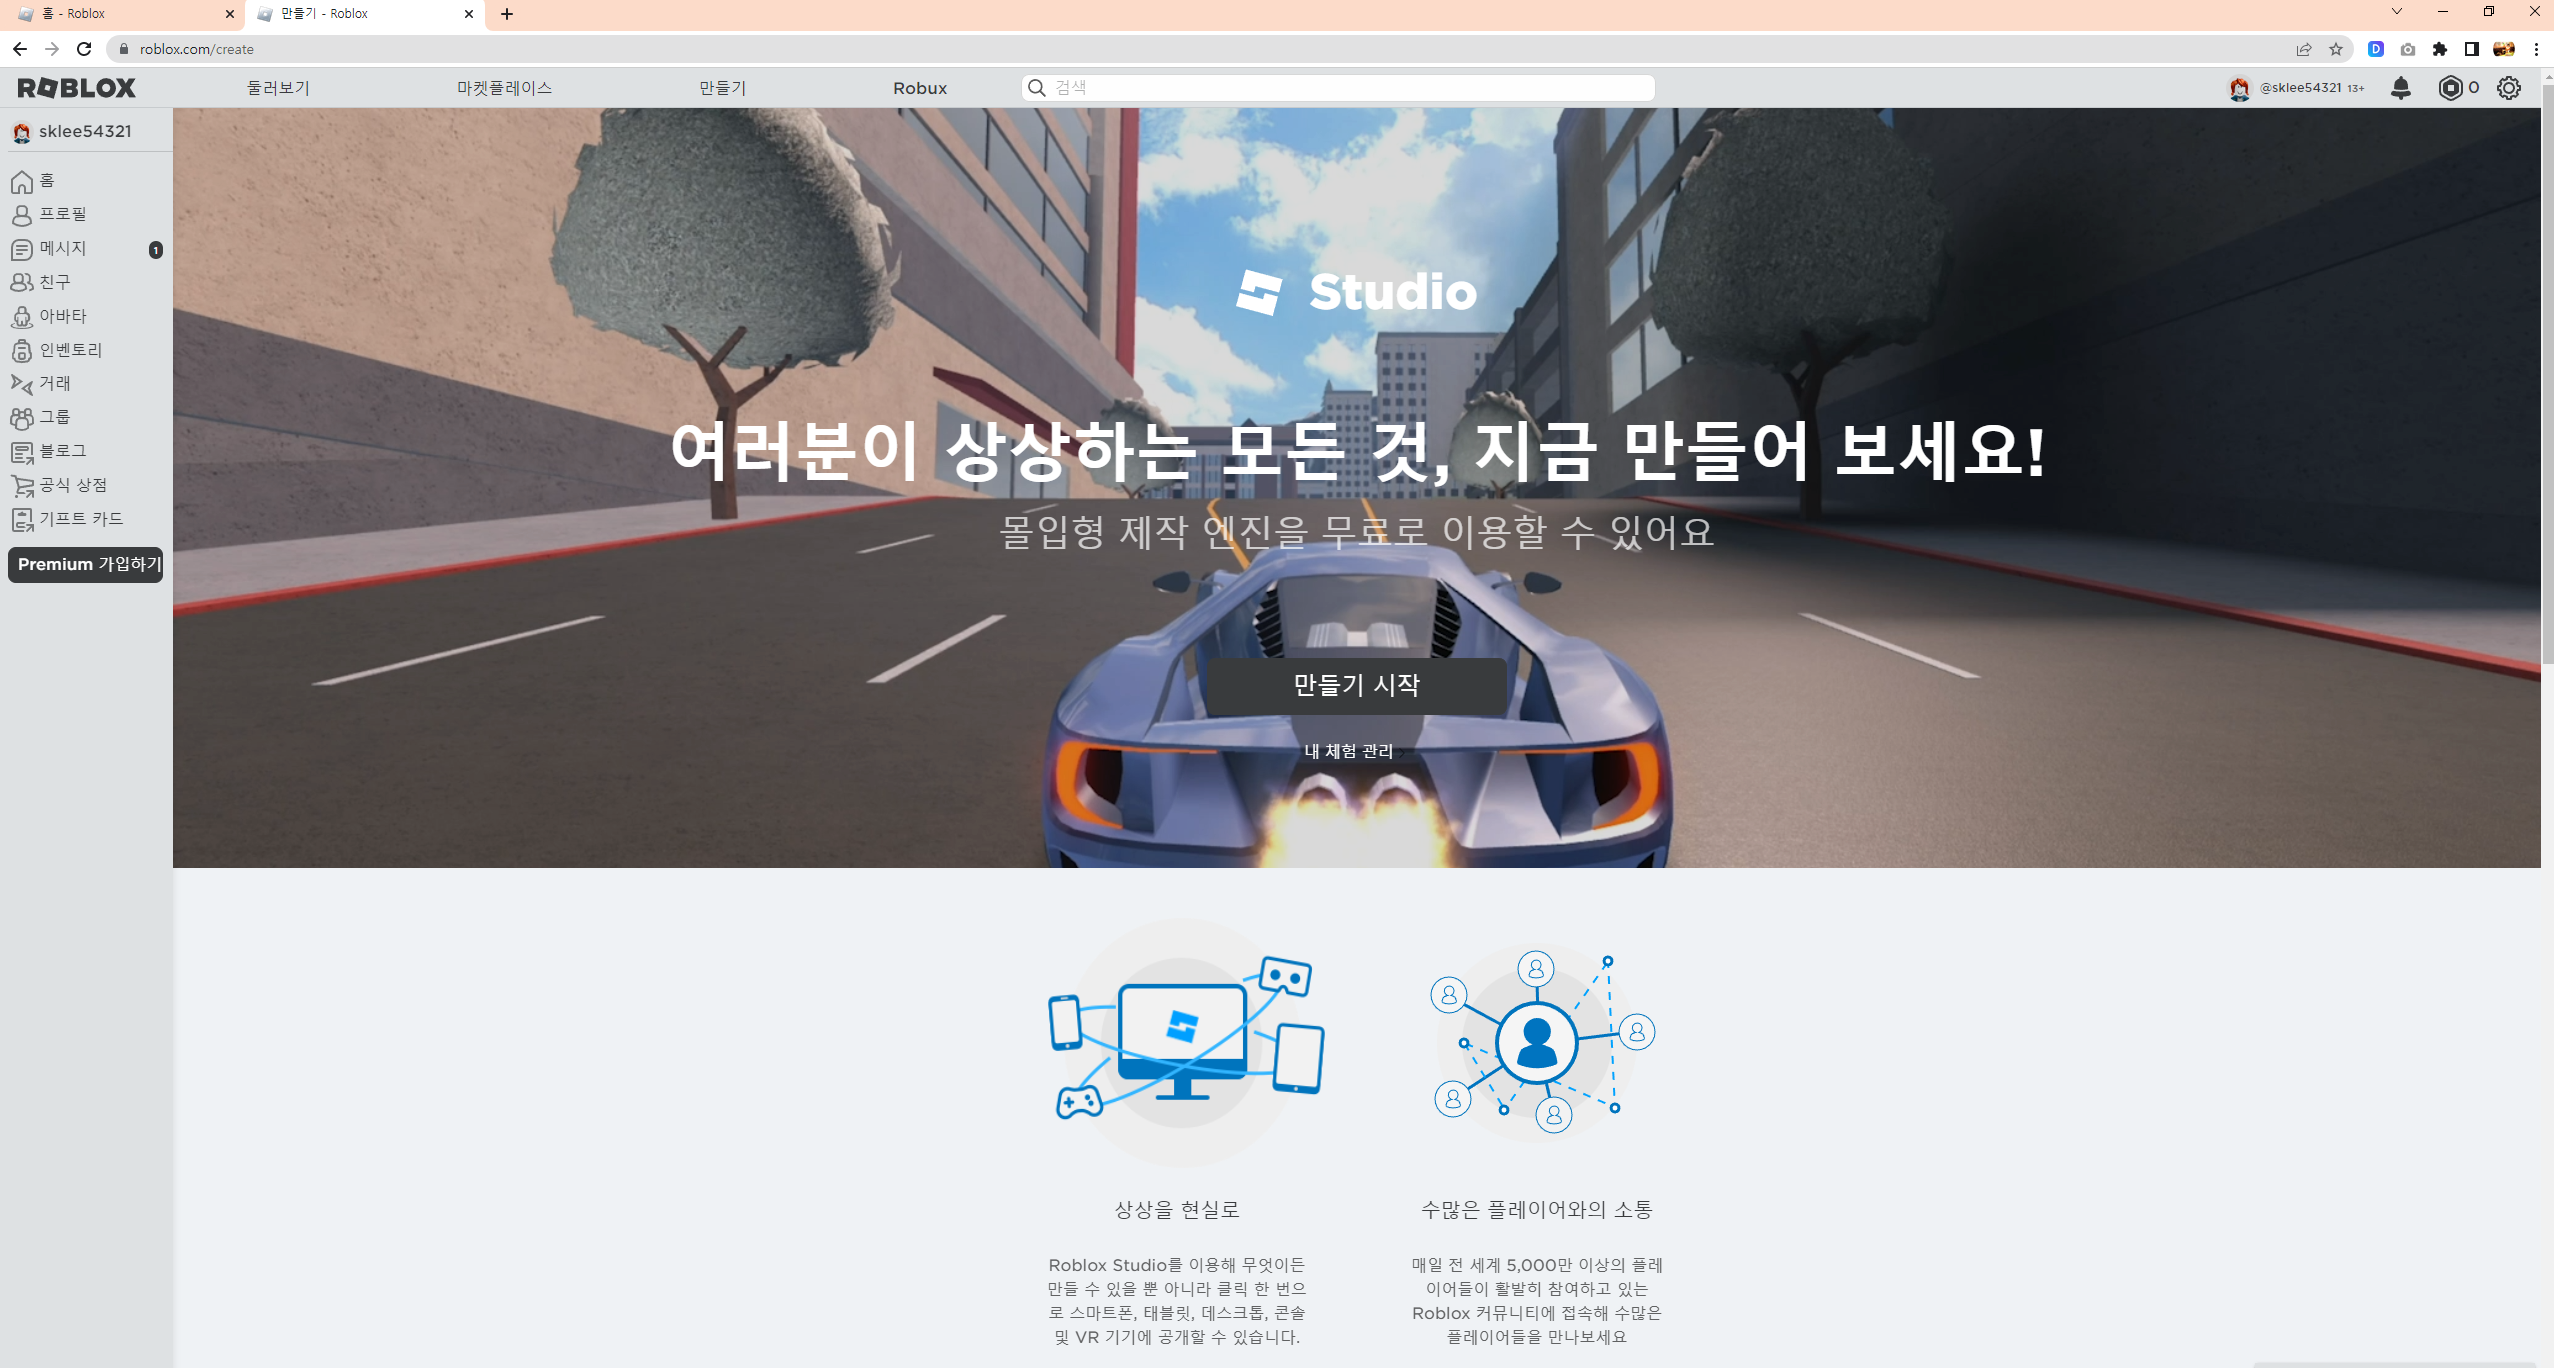 홈 - Roblox
만들기 - Roblox
roblox.com/create
ROBLOX
둘러보기
마켓플레이스
만들기
Robux
검색
@sklee54321 13+
0
sklee54321
홈
프로필
메시지 1
친구
아바타
인벤토리
거래
그룹
블로그
공식 상점
기프트 카드
Premium 가입하기
Studio
여러분이 상상하는 모든 것, 지금 만들어 보세요!
몰입형 제작 엔진을 무료로 이용할 수 있어요
만들기 시작
내 체험 관리
상상을 현실로
Roblox Studio를 이용해 무엇이든
만들 수 있을 뿐 아니라 클릭 한 번으
로 스마트폰, 태블릿, 데스크톱, 콘솔
및 VR 기기에 공개할 수 있습니다.
수많은 플레이어와의 소통
매일 전 세계 5,000만 이상의 플레
이어들이 활발히 참여하고 있는
Roblox 커뮤니티에 접속해 수많은
플레이어들을 만나보세요